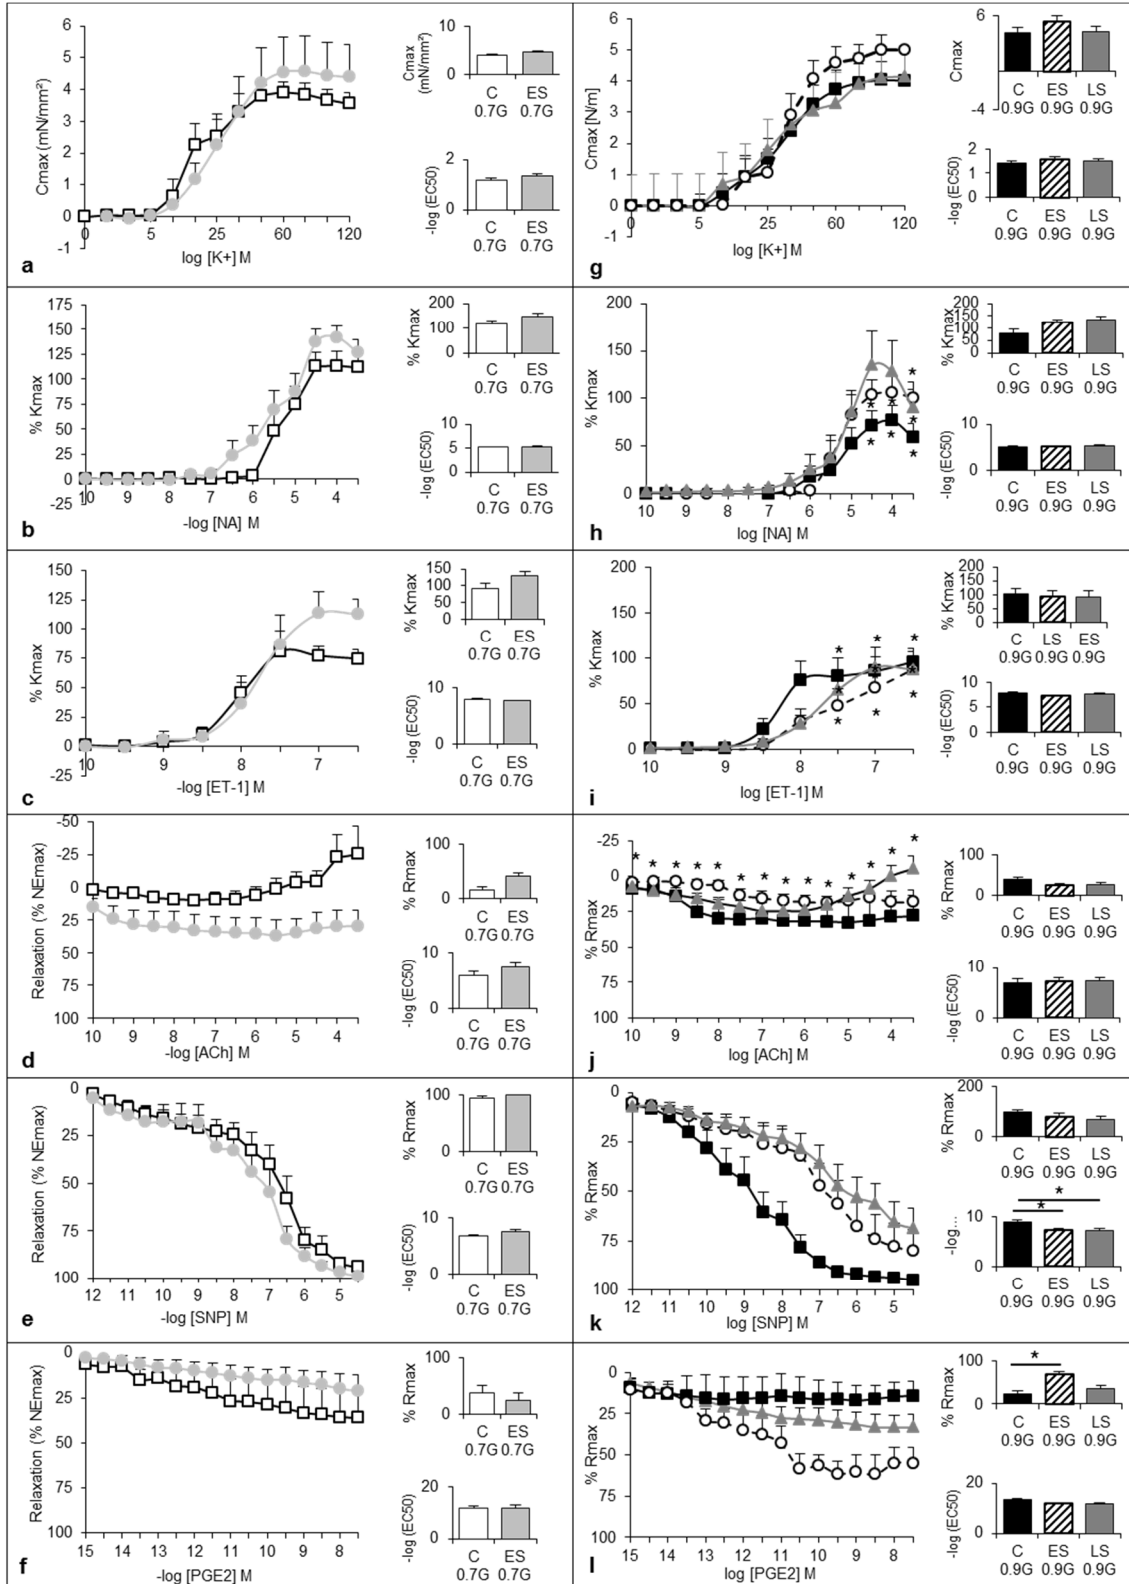 6
5
4
3
2
1
0
-1
Cmax (mN/mm²)
0 5 25 60 120
log [K+] M
a
10
5
0
Cmax
(mN/mm²)
C ES
0.7G 0.7G
2
0
-log (EC50)
C ES
0.7G 0.7G
6
5
4
3
2
1
0
-1
Cmax [N/m]
0 5 25 60 120
log [K+] M
g
6
-4
Cmax
C ES LS
0.9G 0.9G 0.9G
2
1
0
-log (EC50)
C ES LS
0.9G 0.9G 0.9G
175
150
125
100
75
50
25
0
-25
% Kmax
10 9 8 7 6 5 4
-log [NA] M
b
200
100
0
% Kmax
C ES
0.7G 0.7G
10
5
0
-log (EC50)
C ES
0.7G 0.7G
200
150
100
50
0
% Kmax
* * * * * * *
10 9 8 7 6 5 4
log [NA] M
h
200
150
100
50
0
% Kmax
C ES LS
0.9G 0.9G 0.9G
10
5
0
-log (EC50)
C ES LS
0.9G 0.9G 0.9G
150
125
100
75
50
25
0
-25
% Kmax
10 9 8 7
-log [ET-1] M
c
150
100
50
0
% Kmax
C ES
0.7G 0.7G
10
0
-log (EC50)
C ES
0.7G 0.7G
200
150
100
50
0
% Kmax
* * * * * * * *
10 9 8 7
log [ET-1] M
i
200
150
100
50
0
% Kmax
C LS ES
0.9G 0.9G 0.9G
10
5
0
-log (EC50)
C ES LS
0.9G 0.9G 0.9G
-50
-25
0
25
50
75
100
Relaxation (% NEmax)
10 9 8 7 6 5 4
-log [ACh] M
d
100
0
% Rmax
C ES
0.7G 0.7G
10
0
-log (EC50)
C ES
0.7G 0.7G
-25
0
25
50
75
100
% Rmax
* * * * * * * * * * * * * *
10 9 8 7 6 5 4
log [ACh] M
j
100
0
% Rmax
C ES LS
0.9G 0.9G 0.9G
10
0
-log (EC50)
C ES LS
0.9G 0.9G 0.9G
0
25
50
75
100
Relaxation (% NEmax)
12 11 10 9 8 7 6 5
-log [SNP] M
e
100
0
% Rmax
C ES
0.7G 0.7G
10
0
-log (EC50)
C ES
0.7G 0.7G
0
25
50
75
100
% Rmax
12 11 10 9 8 7 6 5
log [SNP] M
k
200
100
0
% Rmax
C ES LS
0.9G 0.9G 0.9G
10
0
-log...
*
*
C ES LS
0.9G 0.9G 0.9G
0
25
50
75
100
Relaxation (% NEmax)
15 14 13 12 11 10 9 8
-log [PGE2] M
f
100
0
% Rmax
C ES
0.7G 0.7G
20
0
-log (EC50)
C ES
0.7G 0.7G
0
25
50
75
100
% Rmax
15 14 13 12 11 10 9 8
log [PGE2] M
l
100
0
% Rmax
*
C ES LS
0.9G 0.9G 0.9G
20
0
-log (EC50)
C ES LS
0.9G 0.9G 0.9G